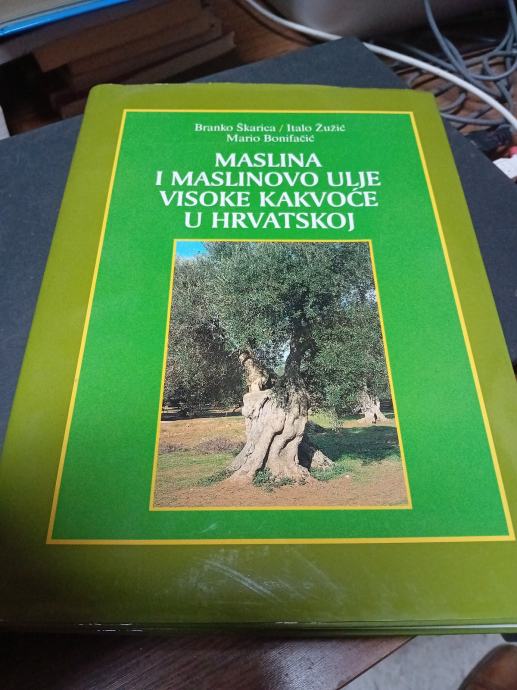 Branko Škarica / Italo Žužić
Mario Bonifačić
MASLINA
I MASLINOVO ULJE
VISOKE KAKVOĆE
U HRVATSKOJ